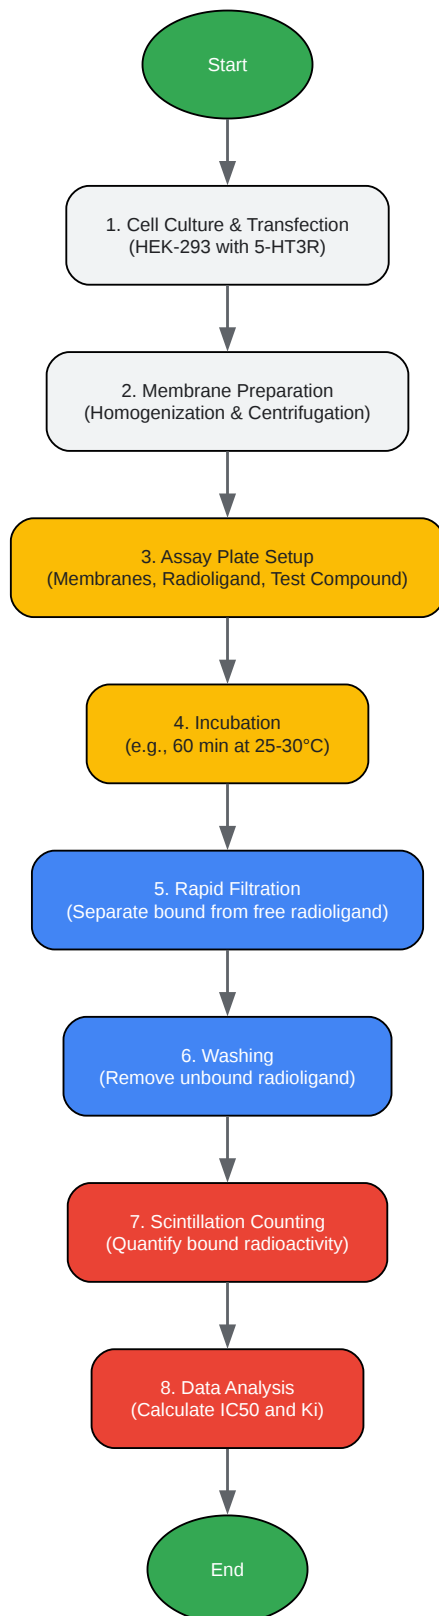 Start
1. Cell Culture & Transfection
(HEK-293 with 5-HT3R)
2. Membrane Preparation
(Homogenization & Centrifugation)
3. Assay Plate Setup
(Membranes, Radioligand, Test Compound)
4. Incubation
(e.g., 60 min at 25-30°C)
5. Rapid Filtration
(Separate bound from free radioligand)
6. Washing
(Remove unbound radioligand)
7. Scintillation Counting
(Quantify bound radioactivity)
8. Data Analysis
(Calculate IC50 and Ki)
End